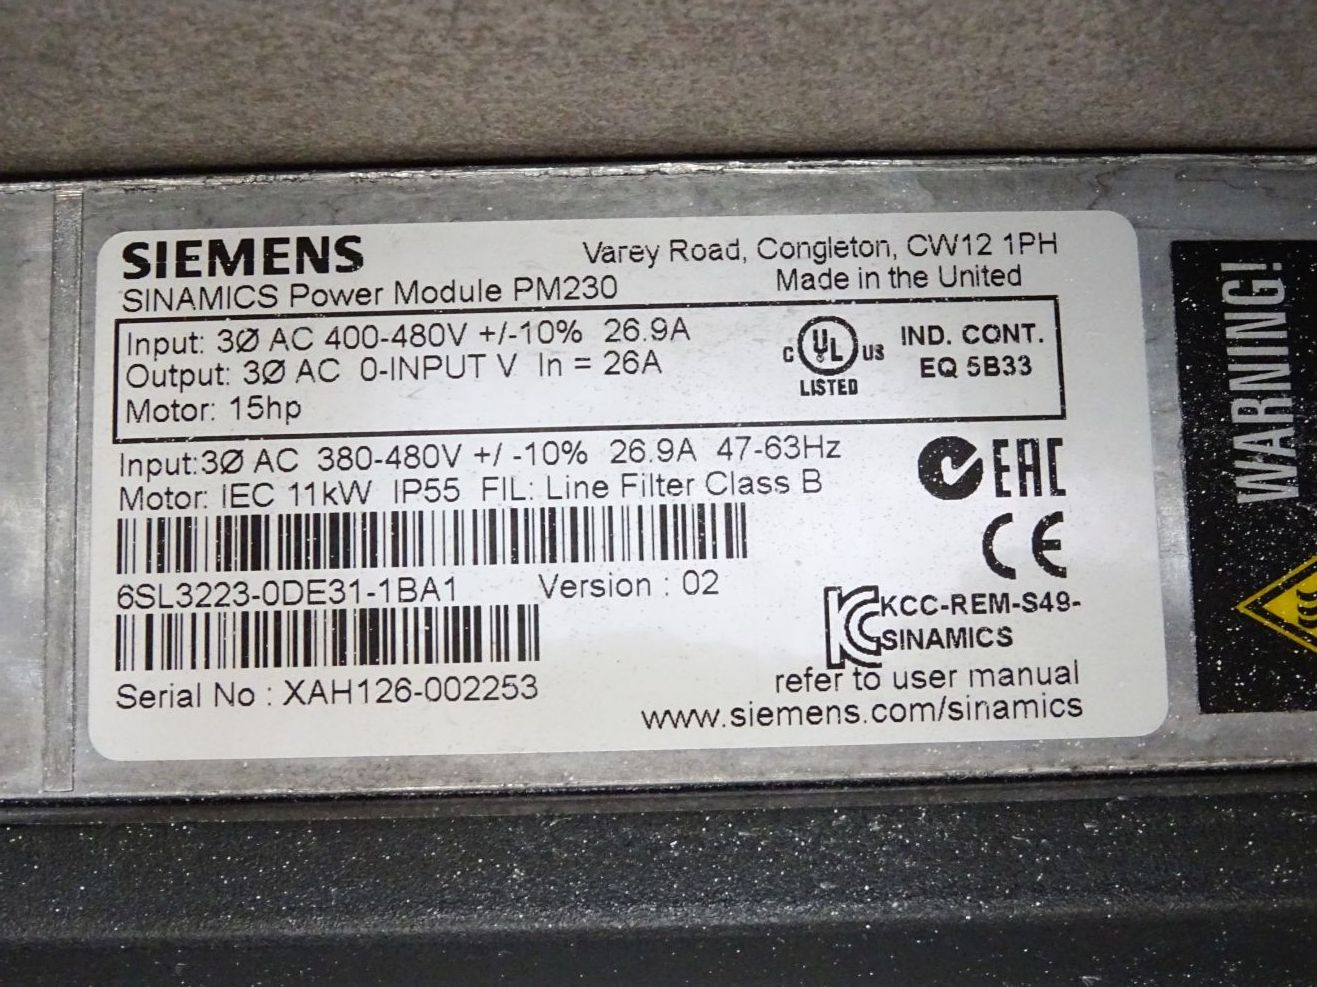 SIEMENS
Varey Road, Congleton, CW12 1PH
SINAMICS Power Module PM230
Made in the United
Input: 3Ø AC 400-480V +/-10% 26.9A
Output: 3Ø AC 0-INPUT V In = 26A
Motor: 15hp
c UL us
LISTED
IND. CONT.
EQ 5B33
Input:3Ø AC 380-480V +/ -10% 26.9A 47-63Hz
Motor: IEC 11kW IP55 FIL: Line Filter Class B
EAC
CE
6SL3223-0DE31-1BA1 Version : 02
KC KCC-REM-S49-
SINAMICS
Serial No : XAH126-002253
refer to user manual
www.siemens.com/sinamics
WARNING!